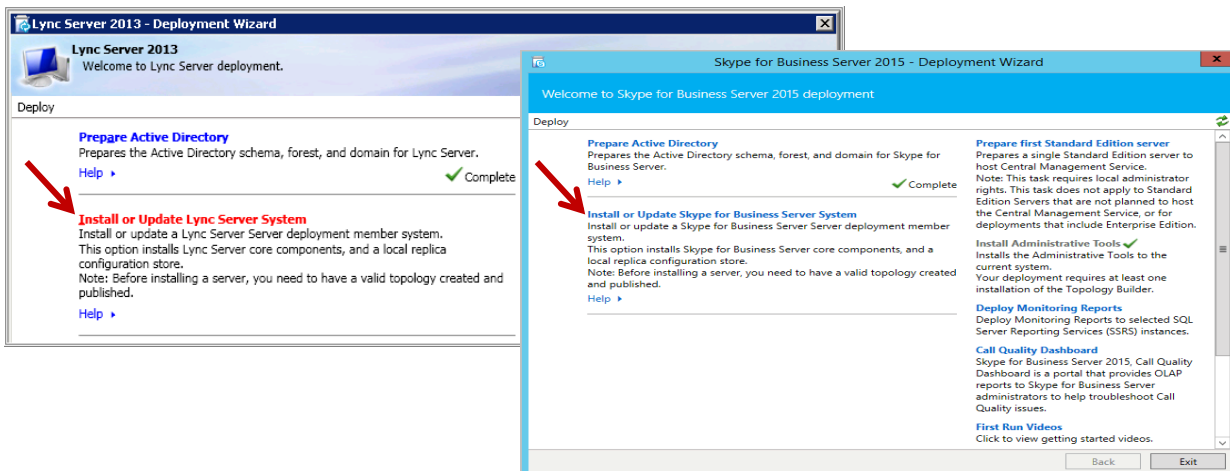 Lync Server 2013 - Deployment Wizard
Lync Server 2013
Welcome to Lync Server deployment.
Deploy
Prepare Active Directory
Prepares the Active Directory schema, forest, and domain for Lync Server.
Help
Complete
Install or Update Lync Server System
Install or update a Lync Server Server deployment member system.
This option installs Lync Server core components, and a local replica
configuration store.
Note: Before installing a server, you need to have a valid topology created and
published.
Help
Skype for Business Server 2015 - Deployment Wizard
Welcome to Skype for Business Server 2015 deployment
Deploy
Prepare Active Directory
Prepares the Active Directory schema, forest, and domain for Skype for
Business Server.
Help
Complete
Install or Update Skype for Business Server System
Install or update a Skype for Business Server Server deployment member
system.
This option installs Skype for Business Server core components, and a
local replica configuration store.
Note: Before installing a server, you need to have a valid topology created
and published.
Help
Prepare first Standard Edition server
Prepares a single Standard Edition server to
host Central Management Service.
Note: This task requires local administrator
rights. This task does not apply to Standard
Edition Servers that are not planned to host
the Central Management Service, or for
deployments that include Enterprise Edition.
Install Administrative Tools
Installs the Administrative Tools to the
current system.
Your deployment requires at least one
installation of the Topology Builder.
Deploy Monitoring Reports
Deploy Monitoring Reports to selected SQL
Server Reporting Services (SSRS) instances.
Call Quality Dashboard
Skype for Business Server 2015, Call Quality
Dashboard is a portal that provides OLAP
reports to Skype for Business Server
administrators to help troubleshoot Call
Quality issues.
First Run Videos
Click to view getting started videos.
Back
Exit